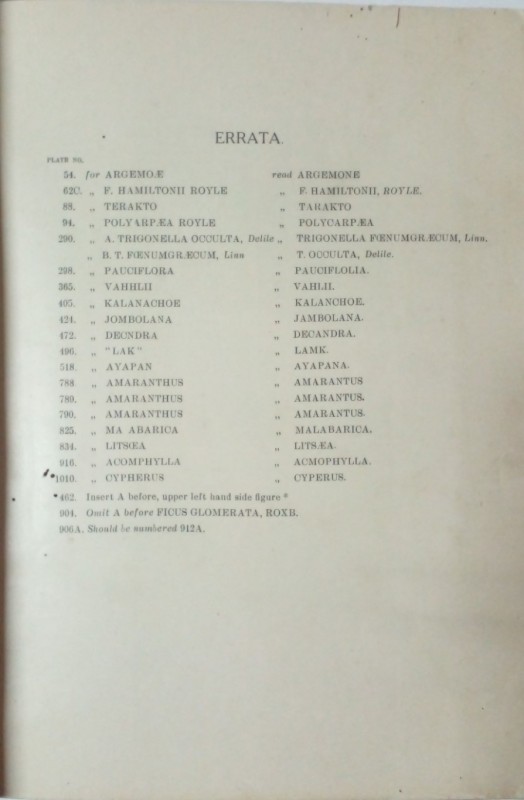 ERRATA.
PLATE NO.
54. for ARGEMOÆ read ARGEMONE
62C. „ F. HAMILTONII ROYLE „ F. HAMILTONII, ROYLE.
88. „ TERAKTO „ TARAKTO
94. „ POLYARPÆA ROYLE „ POLYCARPÆA
290. „ A. TRIGONELLA OCCULTA, Delile „ TRIGONELLA FŒNUMGRÆCUM, Linn.
„ B. T. FŒNUMGRÆCUM, Linn „ T. OCCULTA, Delile.
298. „ PAUCIFLORA „ PAUCIFLOLIA.
365. „ VAHHLII „ VAHLII.
405. „ KALANACHOE „ KALANCHOE.
424. „ JOMBOLANA „ JAMBOLANA.
472. „ DECNDRA „ DECANDRA.
496. „ "LAK" „ LAMK.
518. „ AYAPAN „ AYAPANA.
788 „ AMARANTHUS „ AMARANTUS
789. „ AMARANTHUS „ AMARANTUS.
790. „ AMARANTHUS „ AMARANTUS.
825. „ MA ABARICA „ MALABARICA.
834. „ LITSŒA „ LITSÆA.
916. „ ACOMPHYLLA „ ACMOPHYLLA.
*1010. „ CYPHERUS „ CYPERUS.
*462. Insert A before, upper left hand side figure *
904. Omit A before FICUS GLOMERATA, ROXB.
906A. Should be numbered 912A.